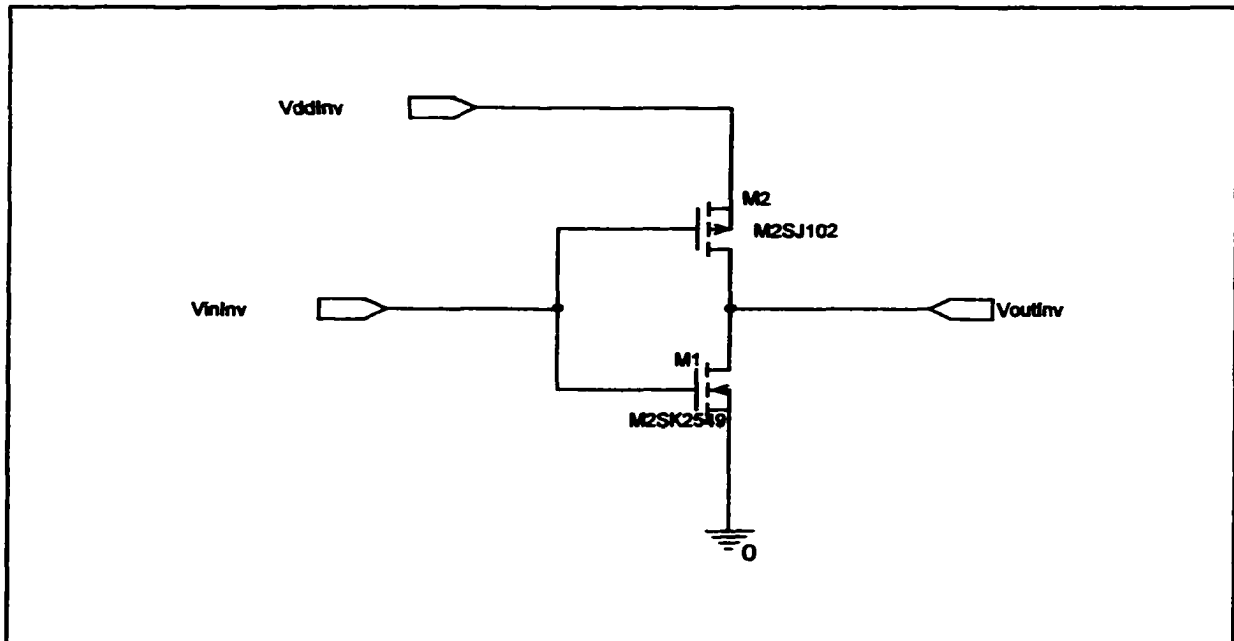 VddInv
M2
M2SJ102
VinInv
VoutInv
M1
M2SK2549
0